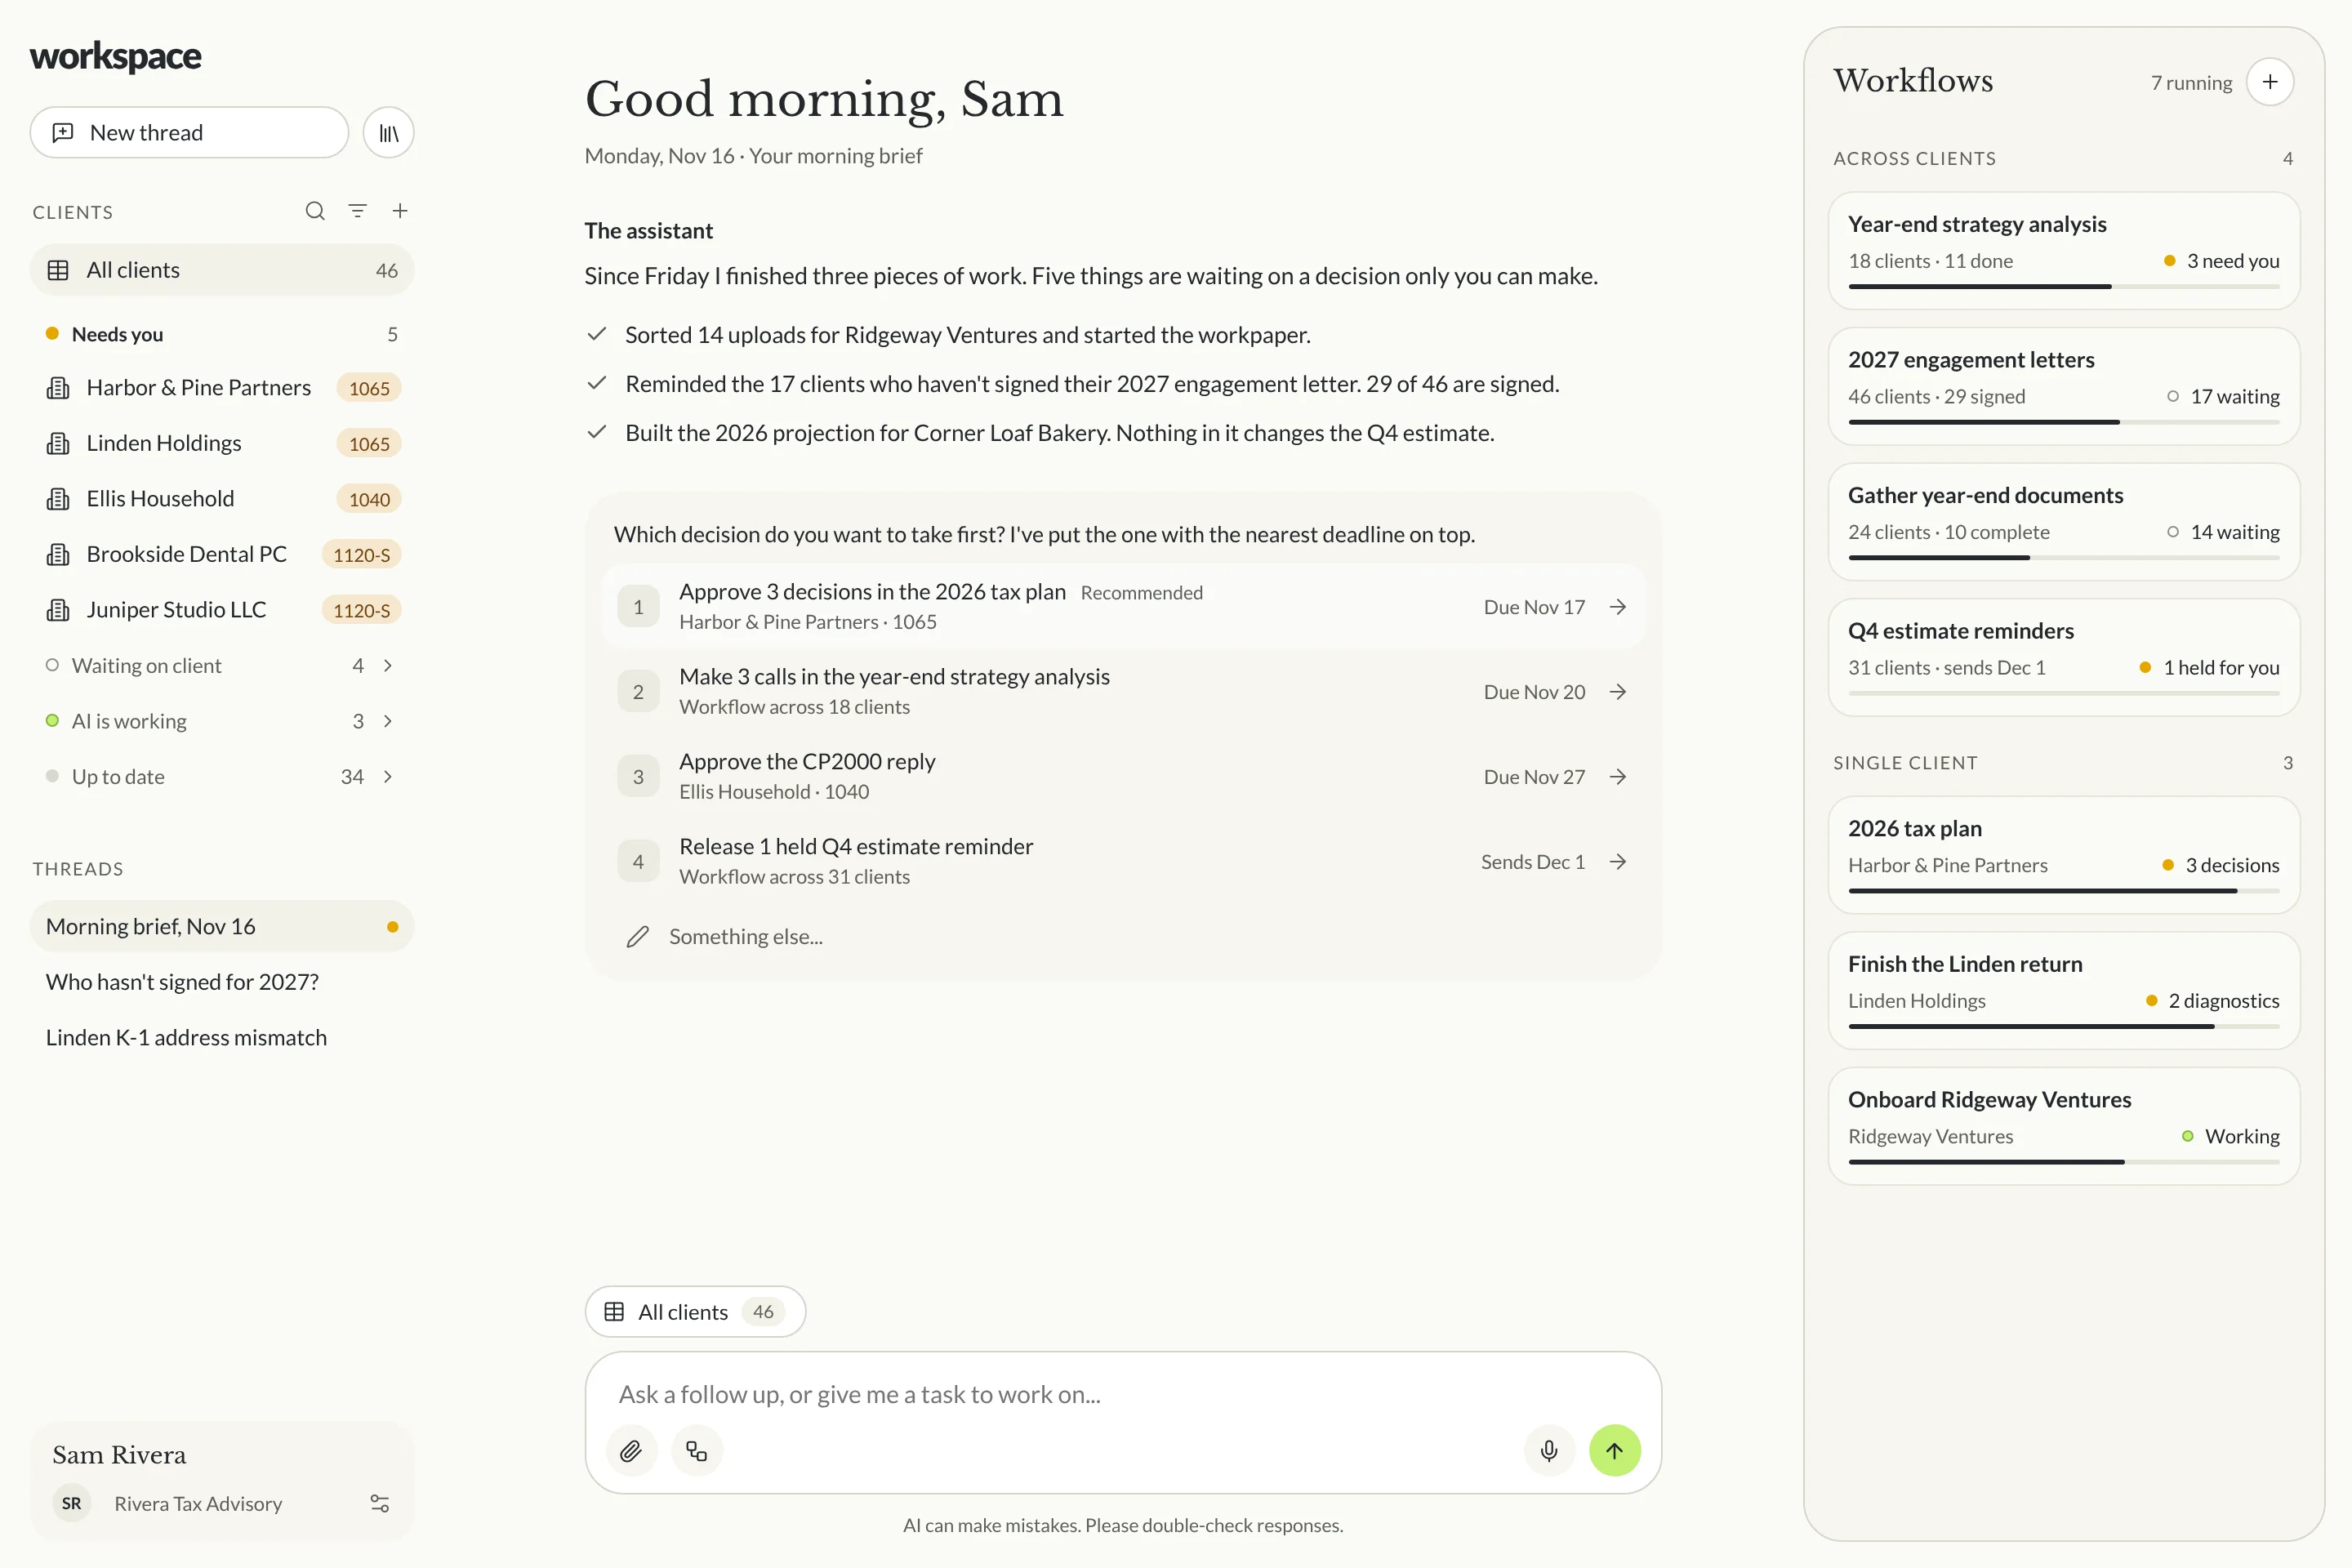 workspace
New thread
CLIENTS
All clients 46
Needs you 5
Harbor & Pine Partners 1065
Linden Holdings 1065
Ellis Household 1040
Brookside Dental PC 1120-S
Juniper Studio LLC 1120-S
Waiting on client 4
AI is working 3
Up to date 34
THREADS
Morning brief, Nov 16
Who hasn't signed for 2027?
Linden K-1 address mismatch
Sam Rivera
SR Rivera Tax Advisory
Good morning, Sam
Monday, Nov 16 · Your morning brief
The assistant
Since Friday I finished three pieces of work. Five things are waiting on a decision only you can make.
Sorted 14 uploads for Ridgeway Ventures and started the workpaper.
Reminded the 17 clients who haven't signed their 2027 engagement letter. 29 of 46 are signed.
Built the 2026 projection for Corner Loaf Bakery. Nothing in it changes the Q4 estimate.
Which decision do you want to take first? I've put the one with the nearest deadline on top.
1 Approve 3 decisions in the 2026 tax plan Recommended Due Nov 17
Harbor & Pine Partners · 1065
2 Make 3 calls in the year-end strategy analysis Due Nov 20
Workflow across 18 clients
3 Approve the CP2000 reply Due Nov 27
Ellis Household · 1040
4 Release 1 held Q4 estimate reminder Sends Dec 1
Workflow across 31 clients
Something else...
All clients 46
Ask a follow up, or give me a task to work on...
AI can make mistakes. Please double-check responses.
Workflows 7 running
ACROSS CLIENTS 4
Year-end strategy analysis
18 clients · 11 done 3 need you
2027 engagement letters
46 clients · 29 signed 17 waiting
Gather year-end documents
24 clients · 10 complete 14 waiting
Q4 estimate reminders
31 clients · sends Dec 1 1 held for you
SINGLE CLIENT 3
2026 tax plan
Harbor & Pine Partners 3 decisions
Finish the Linden return
Linden Holdings 2 diagnostics
Onboard Ridgeway Ventures
Ridgeway Ventures Working